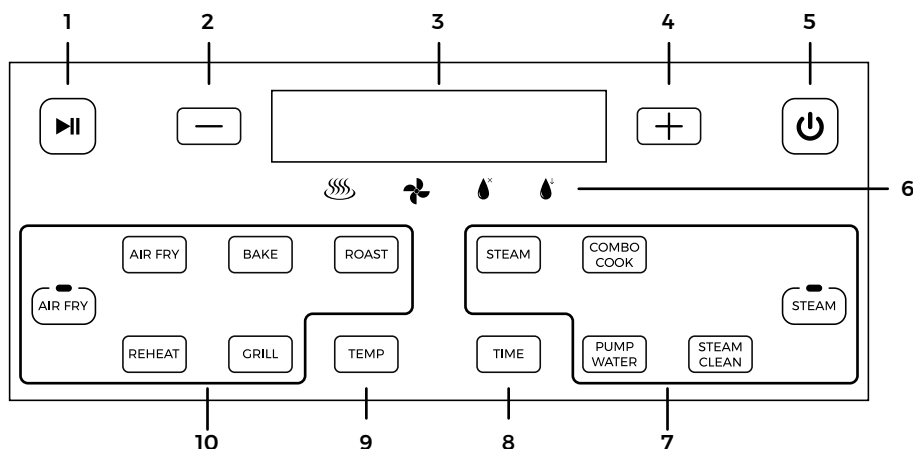 1 2 3 4 5
6
AIR FRY BAKE ROAST STEAM COMBO
COOK
AIR FRY STEAM
REHEAT GRILL TEMP TIME PUMP
WATER STEAM
CLEAN
10 9 8 7